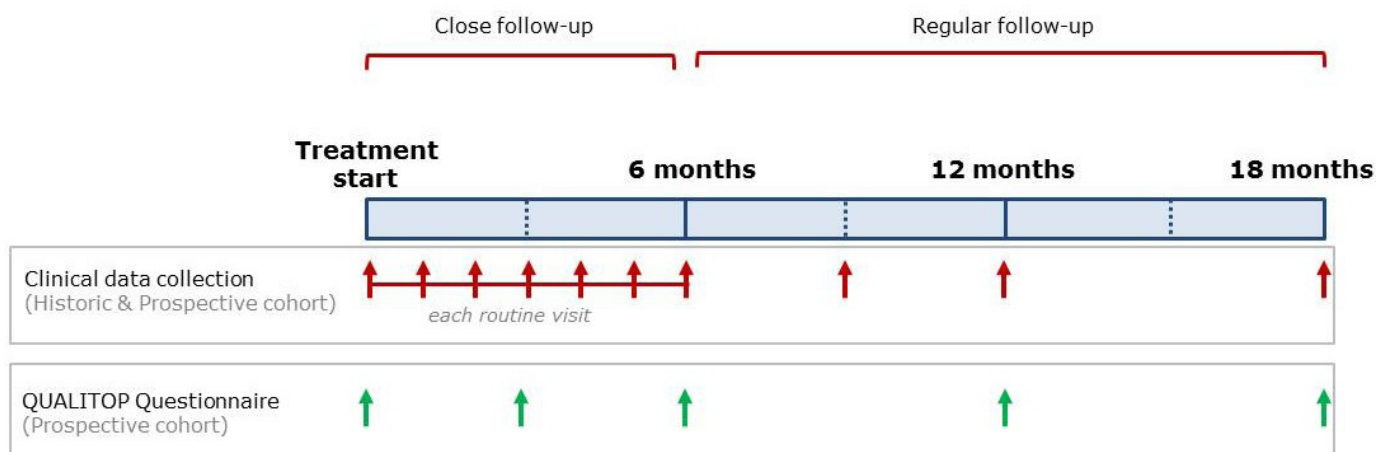 Close follow-up
Regular follow-up
Treatment
start
6 months
12 months
18 months
Clinical data collection
(Historic & Prospective cohort)
each routine visit
QUALITOP Questionnaire
(Prospective cohort)